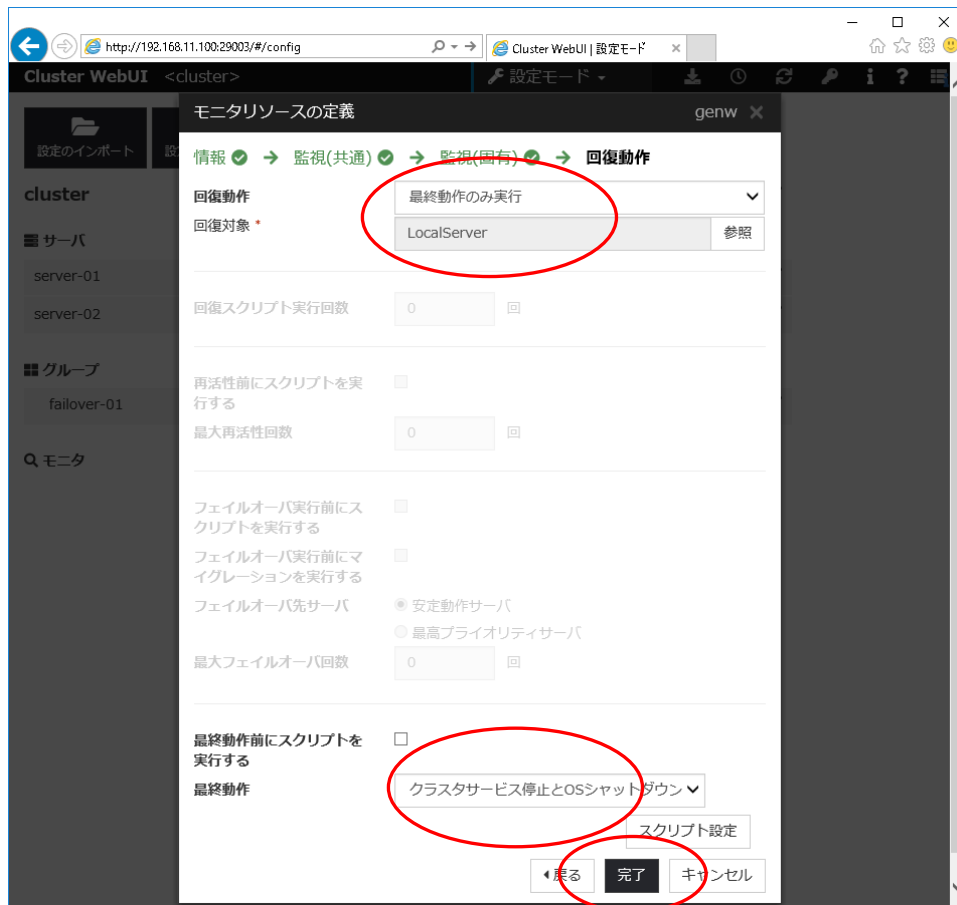 http://192.168.11.100:29003/#/config
Cluster WebUI | 設定モード
Cluster WebUI <cluster>
設定モード
モニタリソースの定義
genw
設定のインポート
設
情報 → 監視(共通) → 監視(固有) → 回復動作
cluster
回復動作
最終動作のみ実行
回復対象 *
LocalServer
参照
サーバ
server-01
server-02
回復スクリプト実行回数
0
回
グループ
failover-01
再活性前にスクリプトを実
行する
最大再活性回数
0
回
モニタ
フェイルオーバ実行前にス
クリプトを実行する
フェイルオーバ実行前にマ
イグレーションを実行する
フェイルオーバ先サーバ
安定動作サーバ
最高プライオリティサーバ
最大フェイルオーバ回数
0
回
最終動作前にスクリプトを
実行する
最終動作
クラスタサービス停止とOSシャットダウン
スクリプト設定
戻る
完了
キャンセル